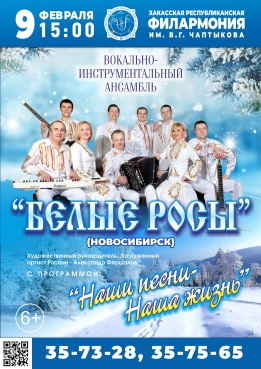 9 ФЕВРАЛЯ
15:00
ХАКАССКАЯ РЕСПУБЛИКАНСКАЯ
ФИЛАРМОНИЯ
ИМ. В.Г. ЧАПТЫКОВА
ВОКАЛЬНО-
ИНСТРУМЕНТАЛЬНЫЙ
АНСАМБЛЬ
"БЕЛЫЕ РОСЫ"
(НОВОСИБИРСК)
Художественный руководитель, Заслуженный
артист России - Александр Фершалов
С ПРОГРАММОЙ
"Наши песни-
Наша жизнь"
6+
35-73-28, 35-75-65